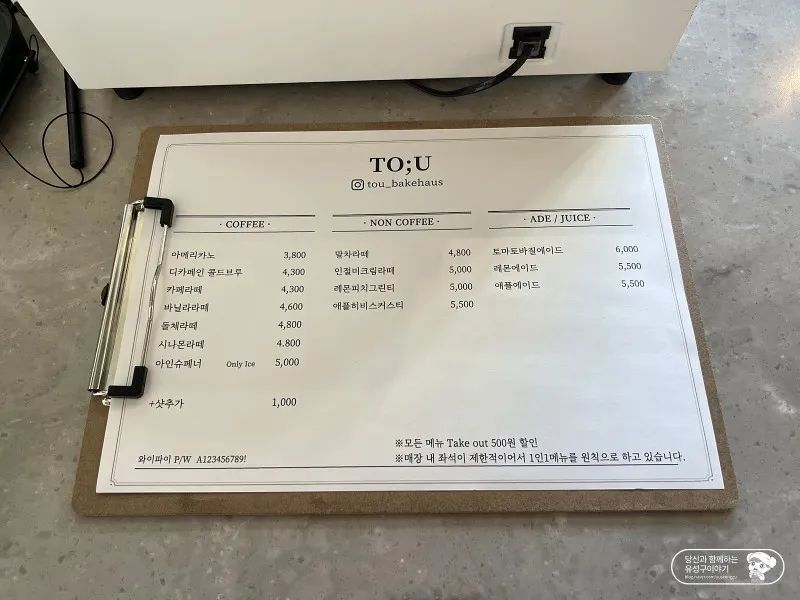 TO;U
tou_bakehaus
· COFFEE ·
아메리카노 3,800
디카페인 콜드브루 4,300
카페라떼 4,300
바닐라라떼 4,600
돌체라떼 4,800
시나몬라떼 4.800
아인슈페너 Only Ice 5,000
+샷추가 1,000
· NON COFFEE ·
말차라떼 4,800
인절미크림라떼 5,000
레몬피치그린티 5,000
애플히비스커스티 5,500
· ADE / JUICE ·
토마토바질에이드 6,000
레몬에이드 5,500
애플에이드 5,500
※모든 메뉴 Take out 500원 할인
※매장 내 좌석이 제한적이어서 1인1메뉴를 원칙으로 하고 있습니다.
와이파이 P/W A123456789!
당신과 함께하는
유성구이야기